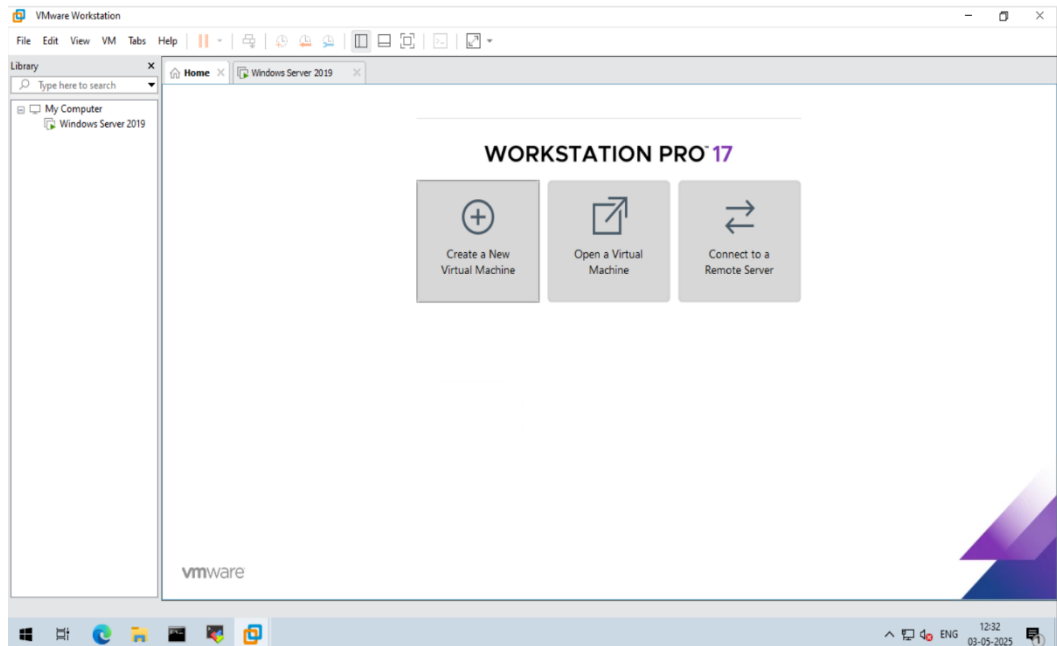 VMware Workstation
File Edit View VM Tabs Help
Library
Type here to search
My Computer
Windows Server 2019
Home
Windows Server 2019
WORKSTATION PRO™ 17
Create a New
Virtual Machine
Open a Virtual
Machine
Connect to a
Remote Server
vmware
ENG
12:32
03-05-2025
1